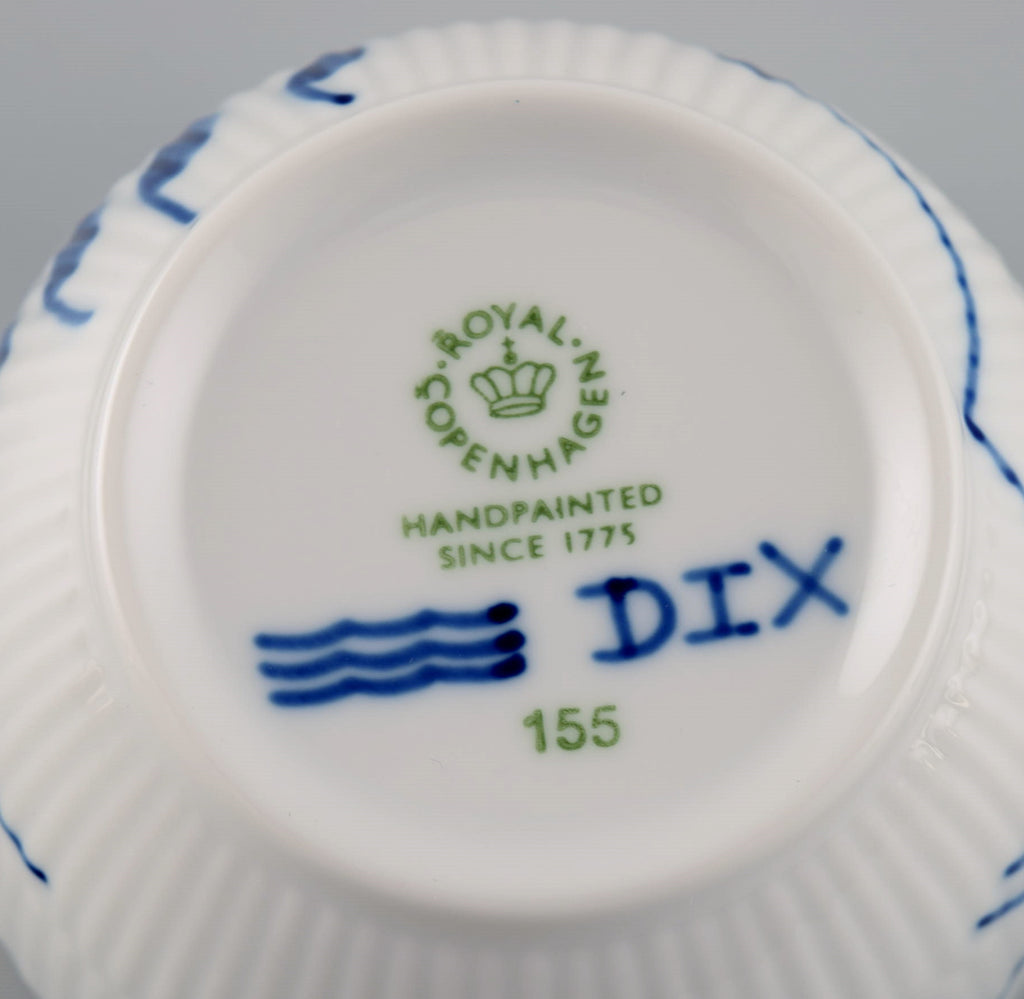 ROYAL · COPENHAGEN ·
HANDPAINTED
SINCE 1775
DIX
155